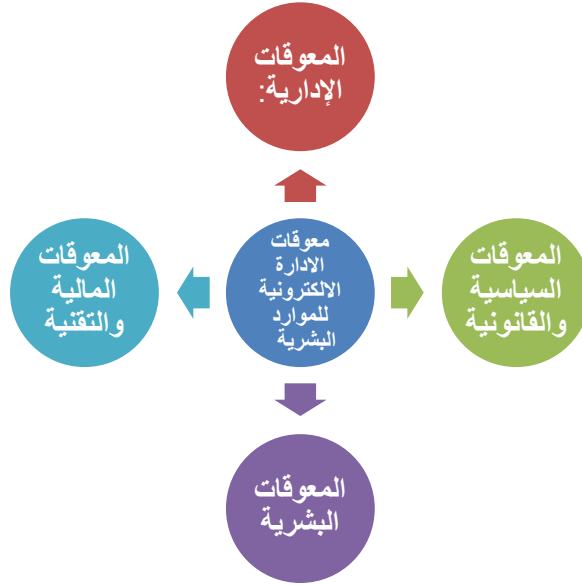 المعوقات
الإدارية:
المعوقات
السياسية
والقانونية
معوقات
الادارة
الالكترونية
للموارد
البشرية
المعوقات
المالية
والتقنية
المعوقات
البشرية